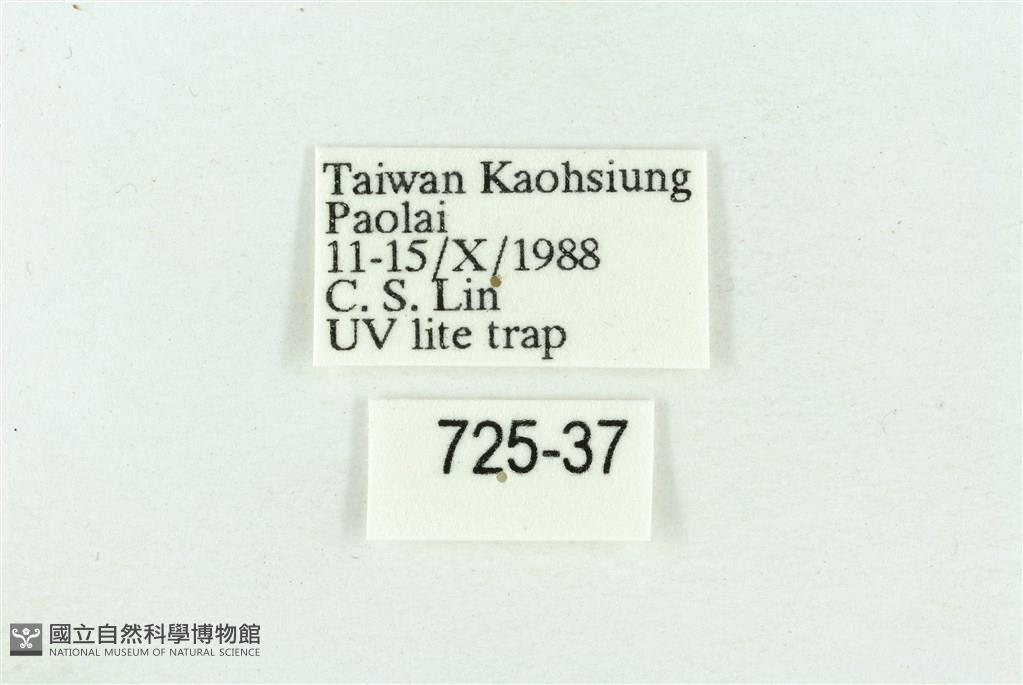 Taiwan Kaohsiung
Paolai
11-15/X/1988
C. S. Lin
UV lite trap
725-37
國立自然科學博物館
NATIONAL MUSEUM OF NATURAL SCIENCE